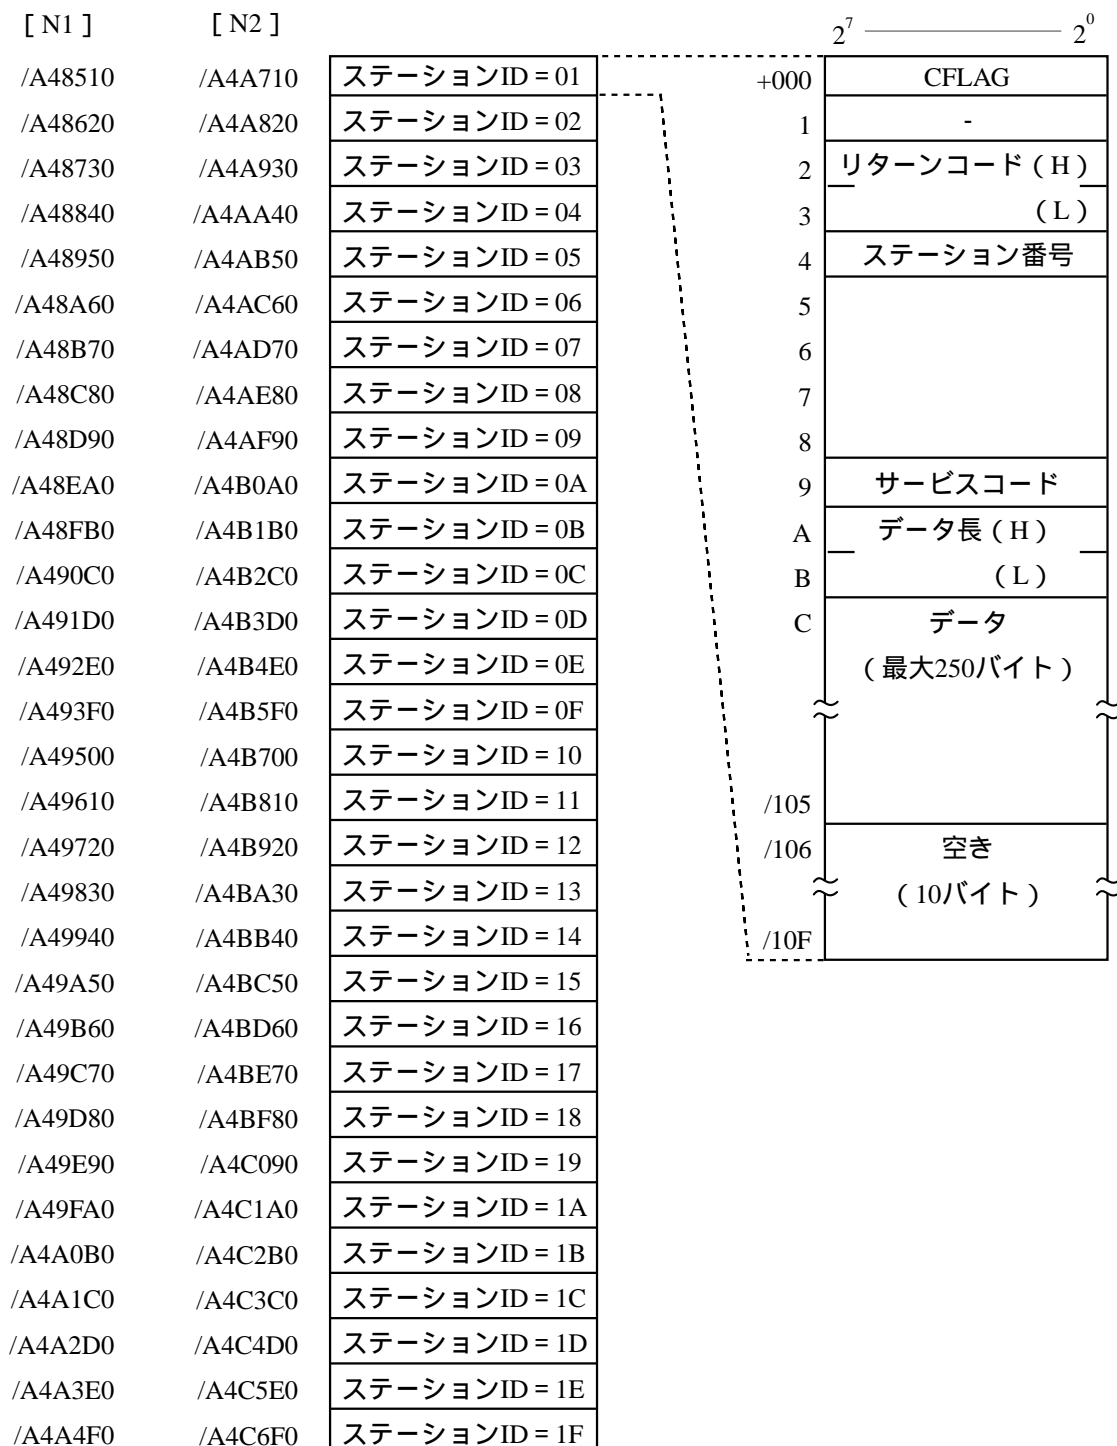 [ N1 ] [ N2 ]
/A48510 /A4A710 ステーションID = 01
/A48620 /A4A820 ステーションID = 02
/A48730 /A4A930 ステーションID = 03
/A48840 /A4AA40 ステーションID = 04
/A48950 /A4AB50 ステーションID = 05
/A48A60 /A4AC60 ステーションID = 06
/A48B70 /A4AD70 ステーションID = 07
/A48C80 /A4AE80 ステーションID = 08
/A48D90 /A4AF90 ステーションID = 09
/A48EA0 /A4B0A0 ステーションID = 0A
/A48FB0 /A4B1B0 ステーションID = 0B
/A490C0 /A4B2C0 ステーションID = 0C
/A491D0 /A4B3D0 ステーションID = 0D
/A492E0 /A4B4E0 ステーションID = 0E
/A493F0 /A4B5F0 ステーションID = 0F
/A49500 /A4B700 ステーションID = 10
/A49610 /A4B810 ステーションID = 11
/A49720 /A4B920 ステーションID = 12
/A49830 /A4BA30 ステーションID = 13
/A49940 /A4BB40 ステーションID = 14
/A49A50 /A4BC50 ステーションID = 15
/A49B60 /A4BD60 ステーションID = 16
/A49C70 /A4BE70 ステーションID = 17
/A49D80 /A4BF80 ステーションID = 18
/A49E90 /A4C090 ステーションID = 19
/A49FA0 /A4C1A0 ステーションID = 1A
/A4A0B0 /A4C2B0 ステーションID = 1B
/A4A1C0 /A4C3C0 ステーションID = 1C
/A4A2D0 /A4C4D0 ステーションID = 1D
/A4A3E0 /A4C5E0 ステーションID = 1E
/A4A4F0 /A4C6F0 ステーションID = 1F
2⁷ 2⁰
+000 CFLAG
1 -
2 リターンコード（H）
3 （L）
4 ステーション番号
5
6
7
8
9 サービスコード
A データ長（H）
B （L）
C データ
（最大250バイト）
/105
/106 空き
（10バイト）
/10F